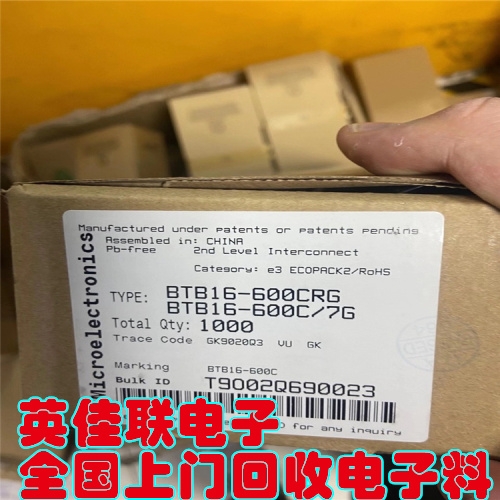 Manufactured under patents or patents pending
Assembled in: CHINA
Pb-free 2nd Level Interconnect
Category: e3 ECOPACK2/RoHS
Microelectronics
TYPE: BTB16-600CRG
BTB16-600C/7G
Total Qty: 1000
Trace Code GK9020Q3 VU GK
Marking BTB16-600C
Bulk ID T9002Q690023
for any inquiry
英佳联电子
全国上门回收电子料